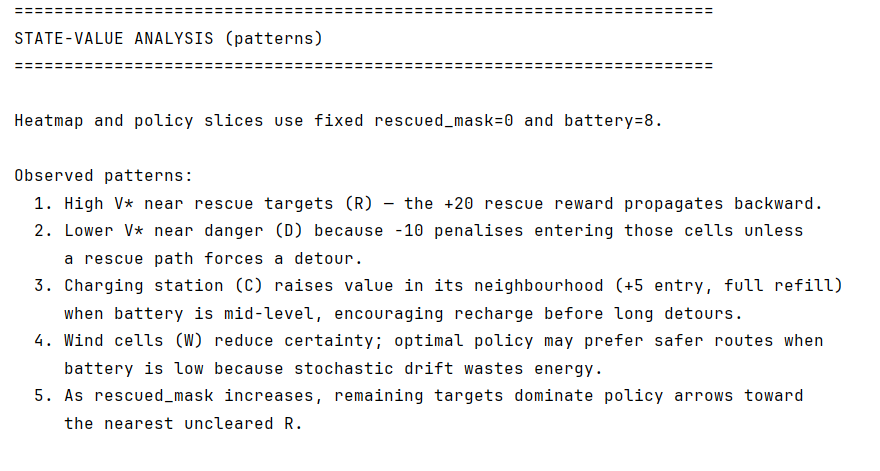 ======================================================================
STATE-VALUE ANALYSIS (patterns)
======================================================================
Heatmap and policy slices use fixed rescued_mask=0 and battery=8.
Observed patterns:
1. High V* near rescue targets (R) — the +20 rescue reward propagates backward.
2. Lower V* near danger (D) because -10 penalises entering those cells unless
a rescue path forces a detour.
3. Charging station (C) raises value in its neighbourhood (+5 entry, full refill)
when battery is mid-level, encouraging recharge before long detours.
4. Wind cells (W) reduce certainty; optimal policy may prefer safer routes when
battery is low because stochastic drift wastes energy.
5. As rescued_mask increases, remaining targets dominate policy arrows toward
the nearest uncleared R.